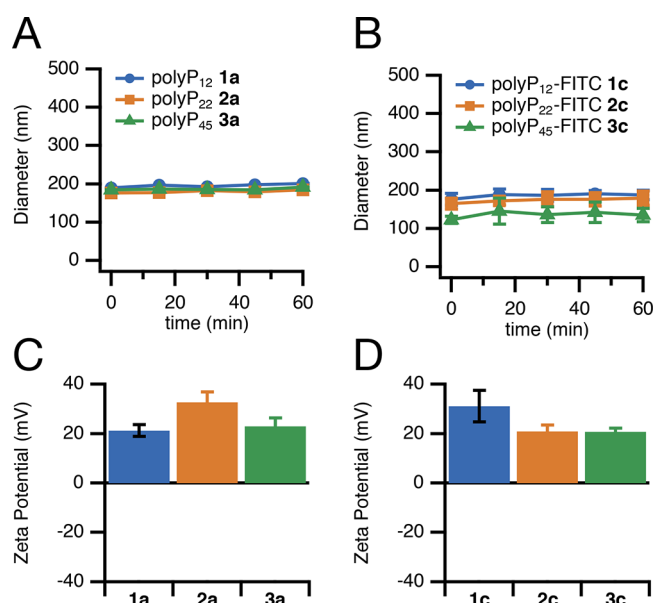 A
B
500
400
300
200
100
0
Diameter (nm)
polyP12 1a
polyP22 2a
polyP45 3a
0 20 40 60
time (min)
500
400
300
200
100
0
Diameter (nm)
polyP12-FITC 1c
polyP22-FITC 2c
polyP45-FITC 3c
0 20 40 60
time (min)
C
D
40
20
0
-20
-40
Zeta Potential (mV)
1a 2a 3a
40
20
0
-20
-40
Zeta Potential (mV)
1c 2c 3c